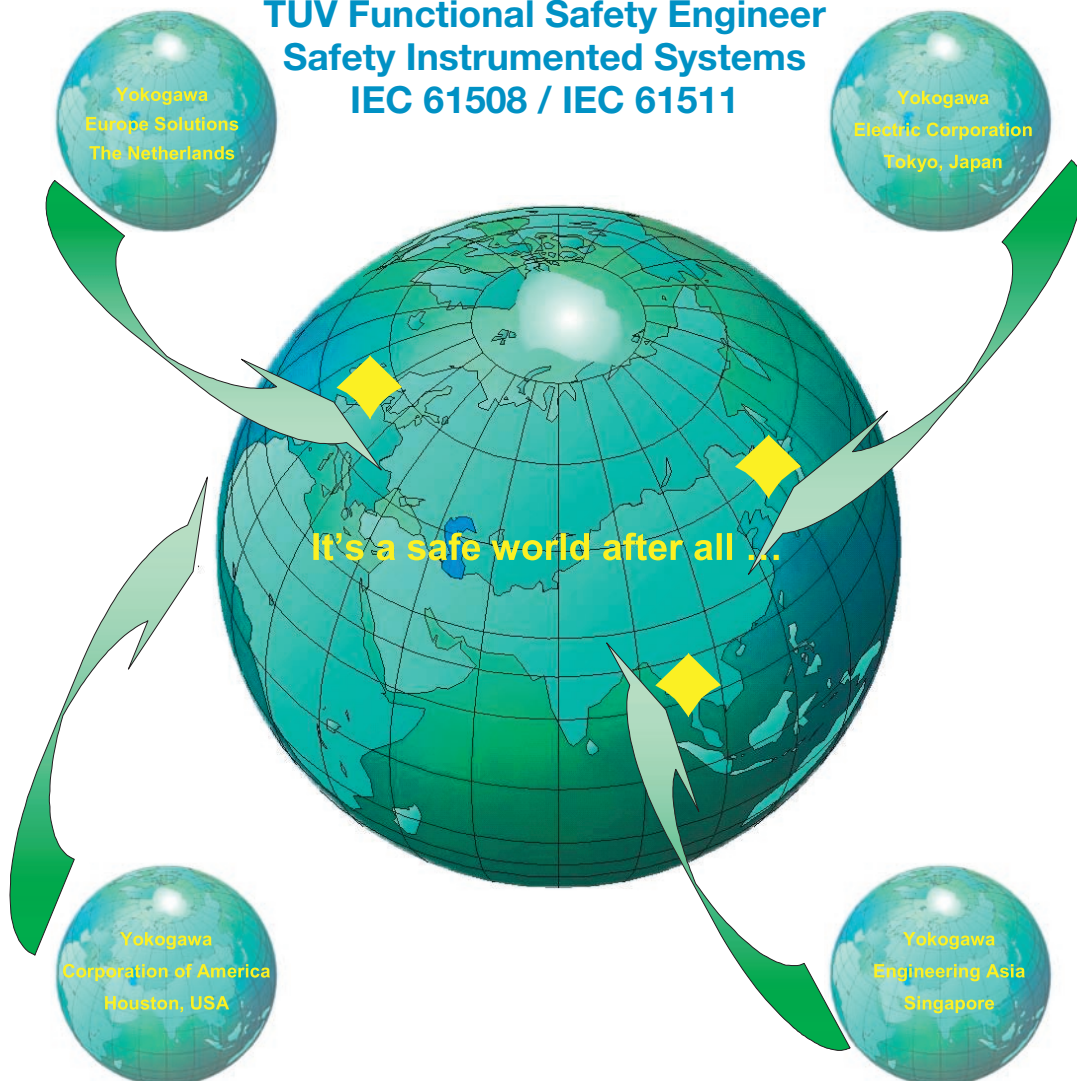 TUV Functional Safety Engineer
Safety Instrumented Systems
IEC 61508 / IEC 61511
Yokogawa
Europe Solutions
The Netherlands
Yokogawa
Electric Corporation
Tokyo, Japan
It's a safe world after all ...
Yokogawa
Corporation of America
Houston, USA
Yokogawa
Engineering Asia
Singapore